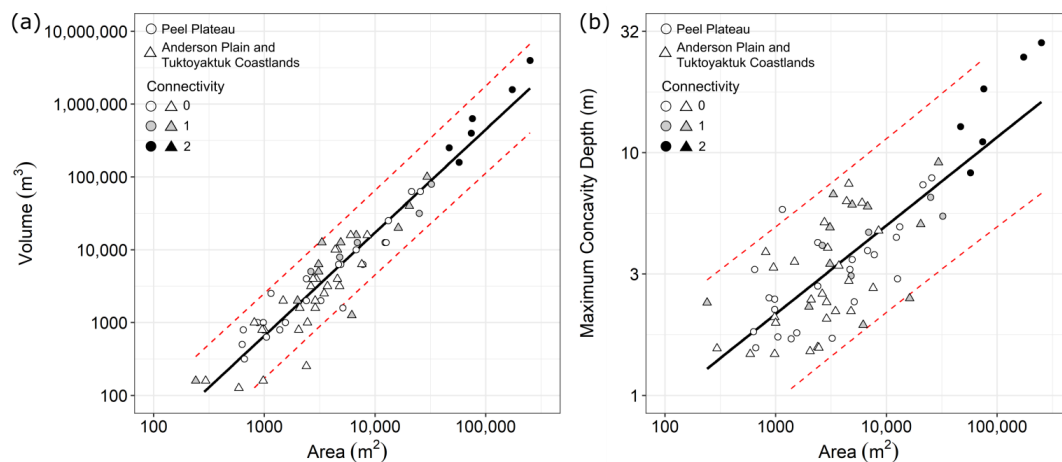 (a)
Peel Plateau
Anderson Plain and
Tuktoyaktuk Coastlands
Connectivity
0
1
2
10,000,000
1,000,000
100,000
10,000
1000
100
Volume (m³)
100
1000
10,000
100,000
Area (m²)
(b)
Peel Plateau
Anderson Plain and
Tuktoyaktuk Coastlands
Connectivity
0
1
2
32
10
3
1
Maximum Concavity Depth (m)
100
1000
10,000
100,000
Area (m²)